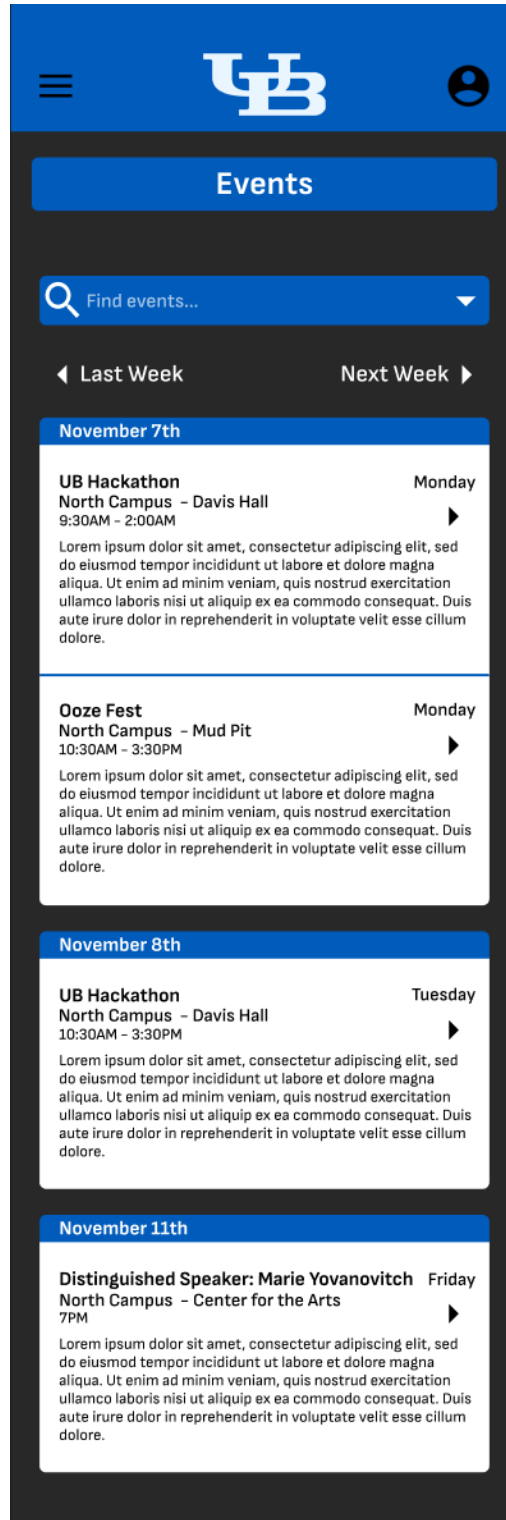 UB
Events
Find events...
Last Week
Next Week
November 7th
UB Hackathon
Monday
North Campus - Davis Hall
9:30AM - 2:00AM
Lorem ipsum dolor sit amet, consectetur adipiscing elit, sed
do eiusmod tempor incididunt ut labore et dolore magna
aliqua. Ut enim ad minim veniam, quis nostrud exercitation
ullamco laboris nisi ut aliquip ex ea commodo consequat. Duis
aute irure dolor in reprehenderit in voluptate velit esse cillum
dolore.
Ooze Fest
Monday
North Campus - Mud Pit
10:30AM - 3:30PM
Lorem ipsum dolor sit amet, consectetur adipiscing elit, sed
do eiusmod tempor incididunt ut labore et dolore magna
aliqua. Ut enim ad minim veniam, quis nostrud exercitation
ullamco laboris nisi ut aliquip ex ea commodo consequat. Duis
aute irure dolor in reprehenderit in voluptate velit esse cillum
dolore.
November 8th
UB Hackathon
Tuesday
North Campus - Davis Hall
10:30AM - 3:30PM
Lorem ipsum dolor sit amet, consectetur adipiscing elit, sed
do eiusmod tempor incididunt ut labore et dolore magna
aliqua. Ut enim ad minim veniam, quis nostrud exercitation
ullamco laboris nisi ut aliquip ex ea commodo consequat. Duis
aute irure dolor in reprehenderit in voluptate velit esse cillum
dolore.
November 11th
Distinguished Speaker: Marie Yovanovitch
Friday
North Campus - Center for the Arts
7PM
Lorem ipsum dolor sit amet, consectetur adipiscing elit, sed
do eiusmod tempor incididunt ut labore et dolore magna
aliqua. Ut enim ad minim veniam, quis nostrud exercitation
ullamco laboris nisi ut aliquip ex ea commodo consequat. Duis
aute irure dolor in reprehenderit in voluptate velit esse cillum
dolore.